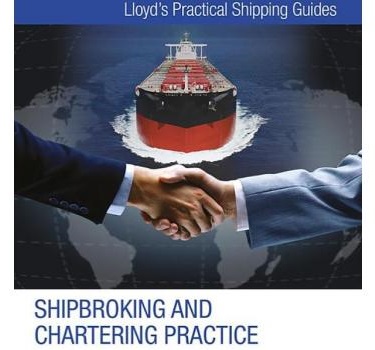 Lloyd's Practical Shipping Guides
SHIPBROKING AND
CHARTERING PRACTICE